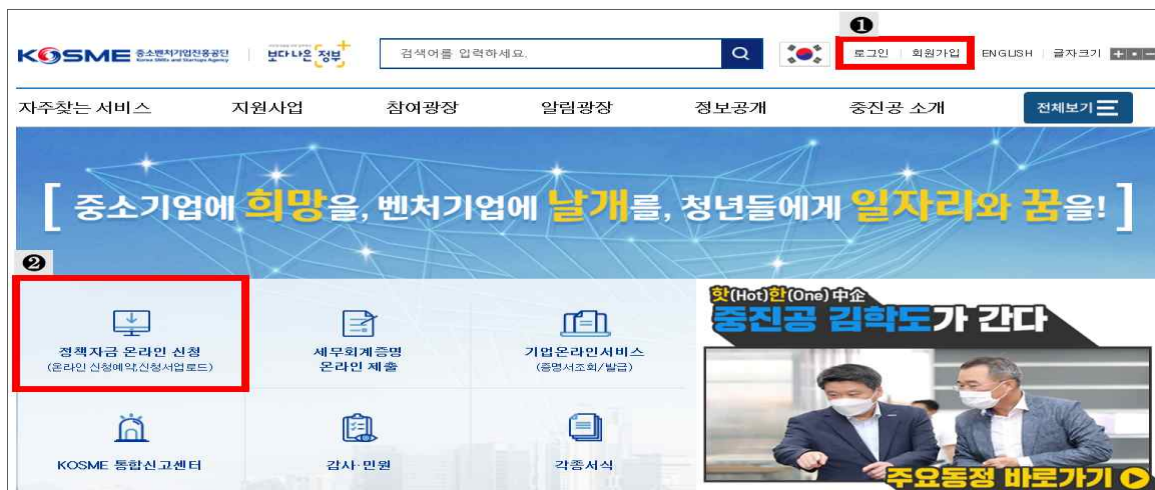 ❶
KOSME 중소벤처기업진흥공단
Korea SMEs and Startups Agency
보다나은 정부
검색어를 입력하세요.
로그인 회원가입 ENGLISH 글자크기
자주찾는 서비스 지원사업 참여광장 알림광장 정보공개 중진공 소개 전체보기
[ 중소기업에 희망을, 벤처기업에 날개를, 청년들에게 일자리와 꿈을! ]
❷
정책자금 온라인 신청
(온라인 신청예약,신청서업로드)
세무회계증명
온라인 제출
기업온라인서비스
(증명서조회/발급)
KOSME 통합신고센터
감사·민원
각종서식
핫(Hot)한(One)中企
중진공 김학도가 간다
주요동정 바로가기